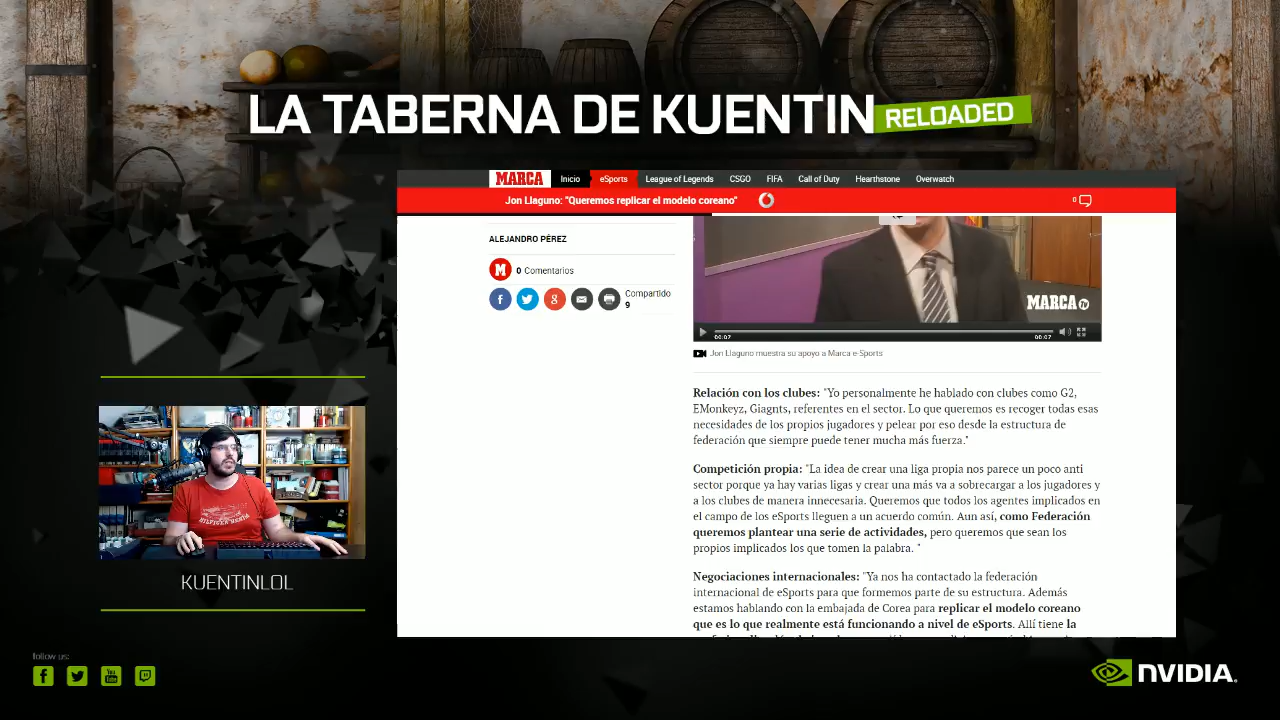 LA TABERNA DE KUENTIN RELOADED
MARCA Inicio eSports League of Legends CSGO FIFA Call of Duty Hearthstone Overwatch
Jon Llaguno: "Queremos replicar el modelo coreano" 0
ALEJANDRO PÉREZ
M 0 Comentarios
Compartido
9
MARCA tv
00:07 00:07
Jon Llaguno muestra su apoyo a Marca e-Sports
Relación con los clubes: "Yo personalmente he hablado con clubes como G2,
EMonkeyz, Giagnts, referentes en el sector. Lo que queremos es recoger todas esas
necesidades de los propios jugadores y pelear por eso desde la estructura de
federación que siempre puede tener mucha más fuerza."
Competición propia: "La idea de crear una liga propia nos parece un poco anti
sector porque ya hay varias ligas y crear una más va a sobrecargar a los jugadores y
a los clubes de manera innecesaria. Queremos que todos los agentes implicados en
el campo de los eSports lleguen a un acuerdo común. Aun así, como Federación
queremos plantear una serie de actividades, pero queremos que sean los
propios implicados los que tomen la palabra. "
Negociaciones internacionales: "Ya nos ha contactado la federación
internacional de eSports para que formemos parte de su estructura. Además
estamos hablando con la embajada de Corea para replicar el modelo coreano
que es lo que realmente está funcionando a nivel de eSports. Allí tiene la
KUENTINLOL
follow us:
NVIDIA